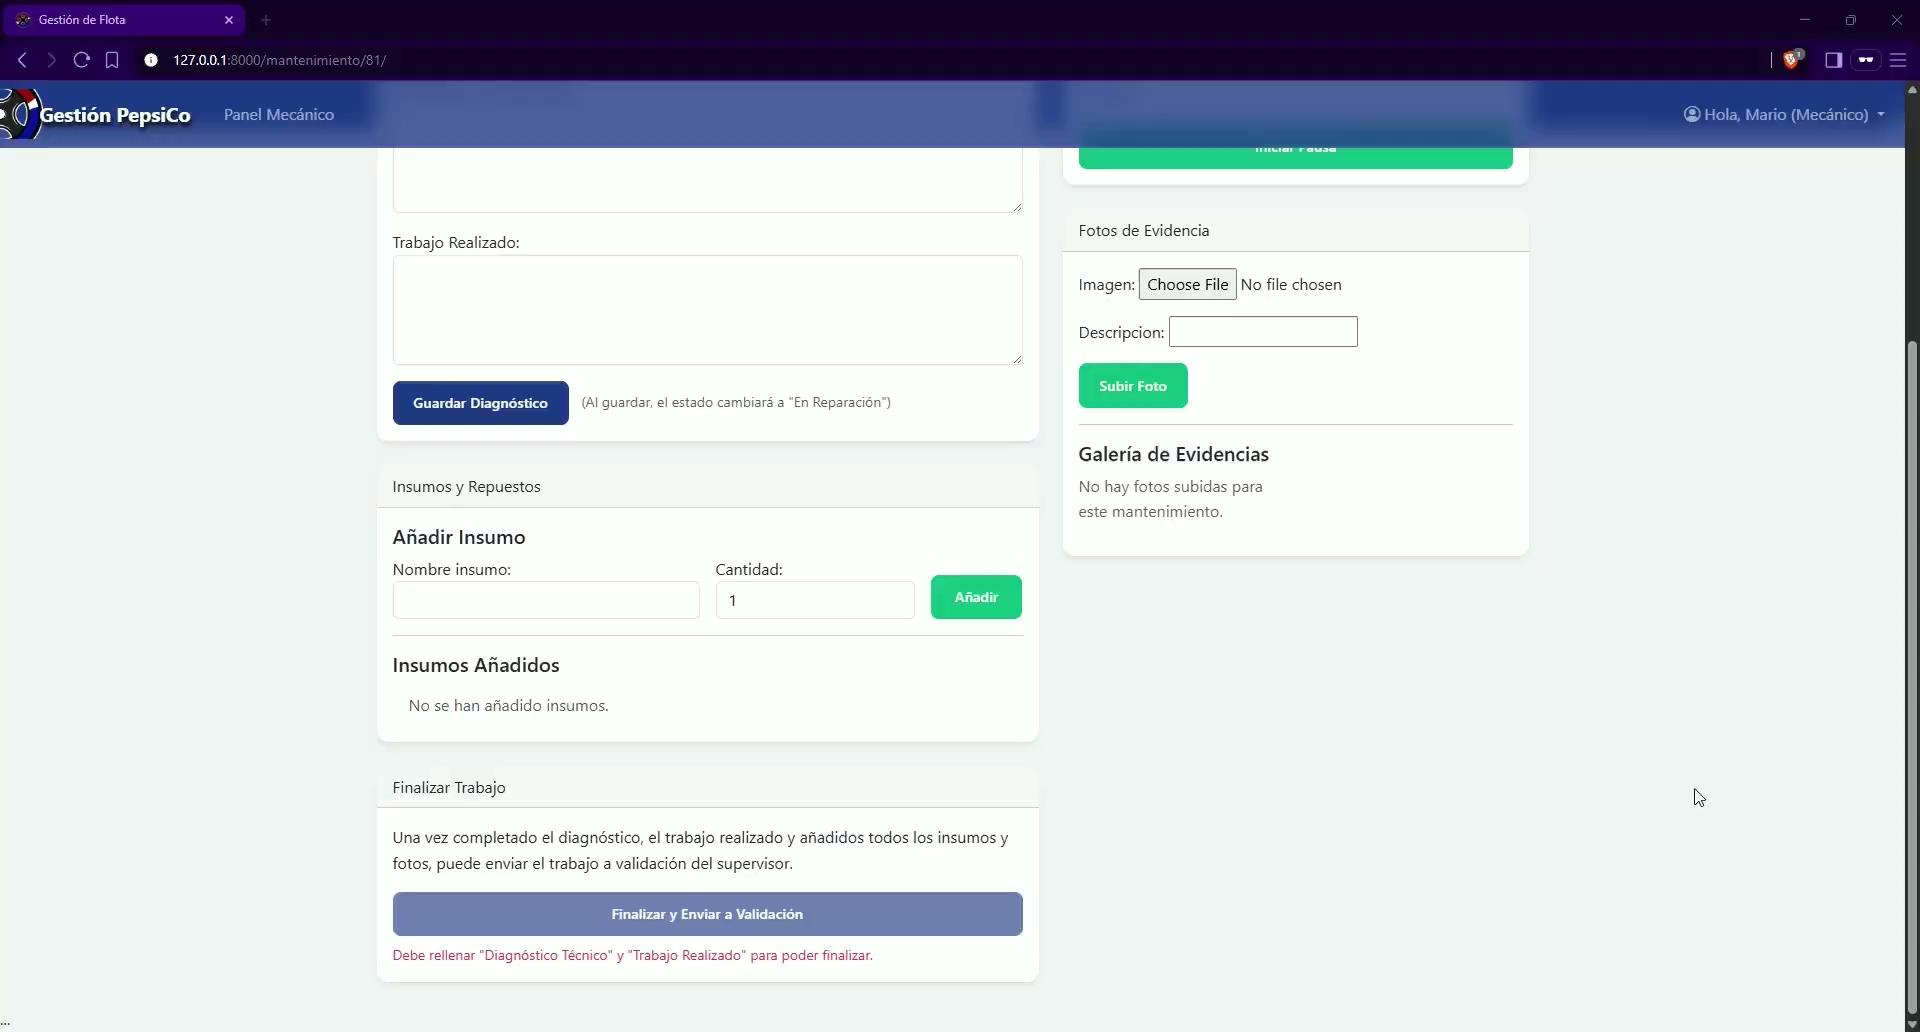 Gestión de Flota
127.0.0.1:8000/mantenimiento/81/
1
Gestión PepsiCo
Panel Mecánico
Hola, Mario (Mecánico)
Iniciar Pausa
Trabajo Realizado:
Guardar Diagnóstico
(Al guardar, el estado cambiará a "En Reparación")
Insumos y Repuestos
Añadir Insumo
Nombre insumo:
Cantidad:
1
Añadir
Insumos Añadidos
No se han añadido insumos.
Finalizar Trabajo
Una vez completado el diagnóstico, el trabajo realizado y añadidos todos los insumos y
fotos, puede enviar el trabajo a validación del supervisor.
Finalizar y Enviar a Validación
Debe rellenar "Diagnóstico Técnico" y "Trabajo Realizado" para poder finalizar.
Fotos de Evidencia
Imagen: Choose File No file chosen
Descripcion:
Subir Foto
Galería de Evidencias
No hay fotos subidas para
este mantenimiento.
...